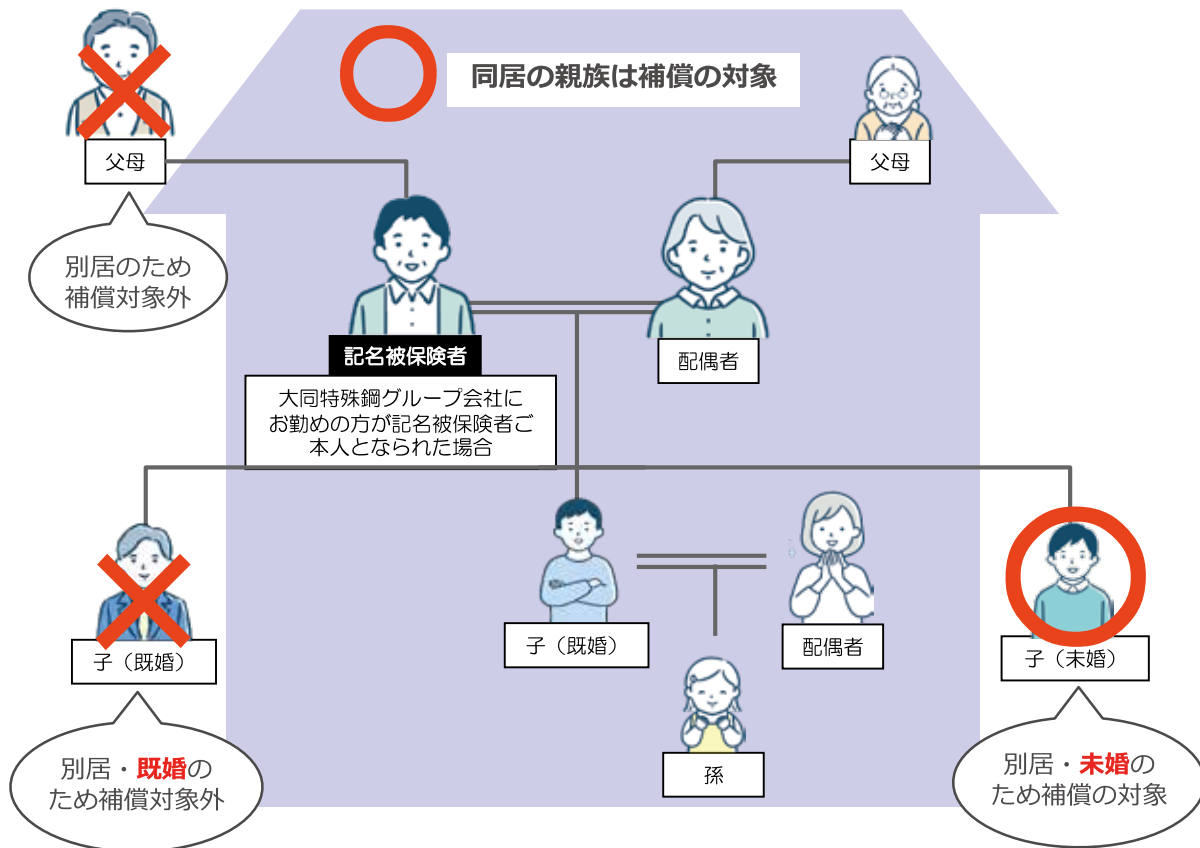 同居の親族は補償の対象
父母
父母
別居のため
補償対象外
記名被保険者
配偶者
大同特殊鋼グループ会社に
お勤めの方が記名被保険者ご
本人となられた場合
子（既婚）
子（既婚）
配偶者
子（未婚）
別居・既婚の
ため補償対象外
孫
別居・未婚の
ため補償の対象